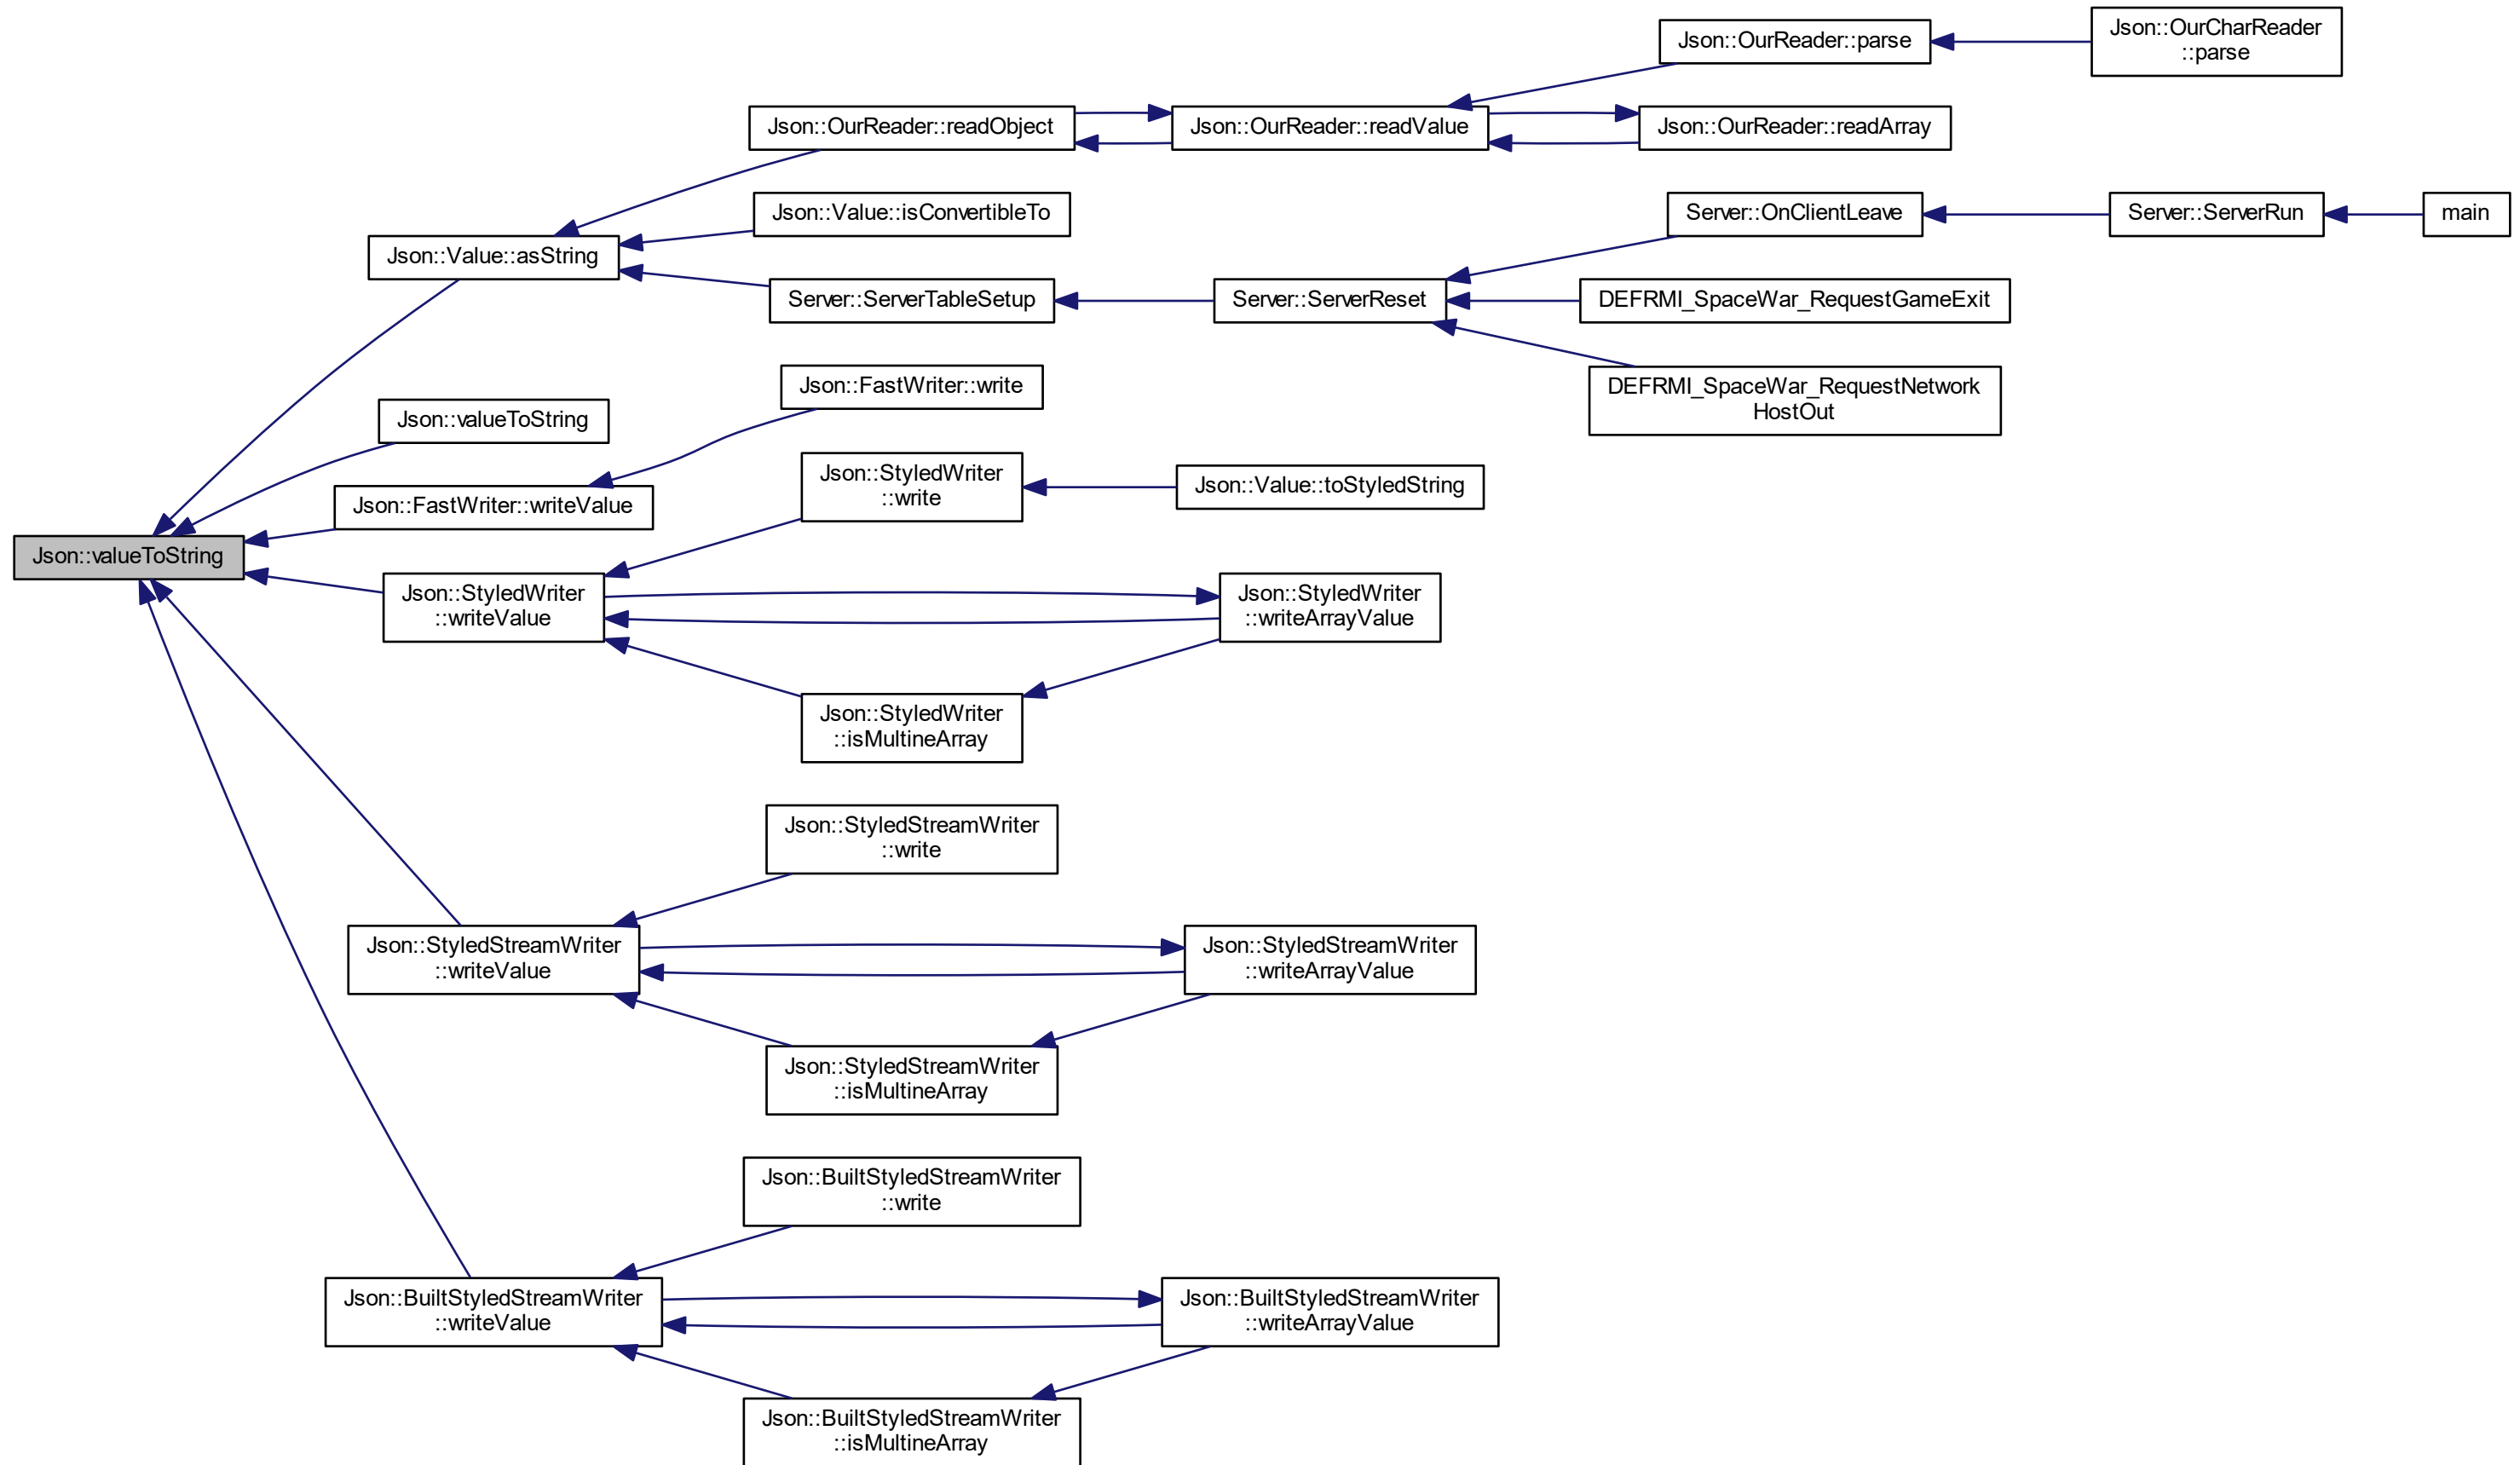 Json::OurReader::parse
Json::OurCharReader
::parse
Json::OurReader::readObject
Json::OurReader::readValue
Json::OurReader::readArray
Json::Value::isConvertibleTo
Server::OnClientLeave
Server::ServerRun
main
Json::Value::asString
Server::ServerTableSetup
Server::ServerReset
DEFRMI_SpaceWar_RequestGameExit
DEFRMI_SpaceWar_RequestNetwork
HostOut
Json::FastWriter::write
Json::valueToString
Json::StyledWriter
::write
Json::Value::toStyledString
Json::FastWriter::writeValue
Json::valueToString
Json::StyledWriter
::writeValue
Json::StyledWriter
::writeArrayValue
Json::StyledWriter
::isMultineArray
Json::StyledStreamWriter
::write
Json::StyledStreamWriter
::writeValue
Json::StyledStreamWriter
::writeArrayValue
Json::StyledStreamWriter
::isMultineArray
Json::BuiltStyledStreamWriter
::write
Json::BuiltStyledStreamWriter
::writeValue
Json::BuiltStyledStreamWriter
::writeArrayValue
Json::BuiltStyledStreamWriter
::isMultineArray